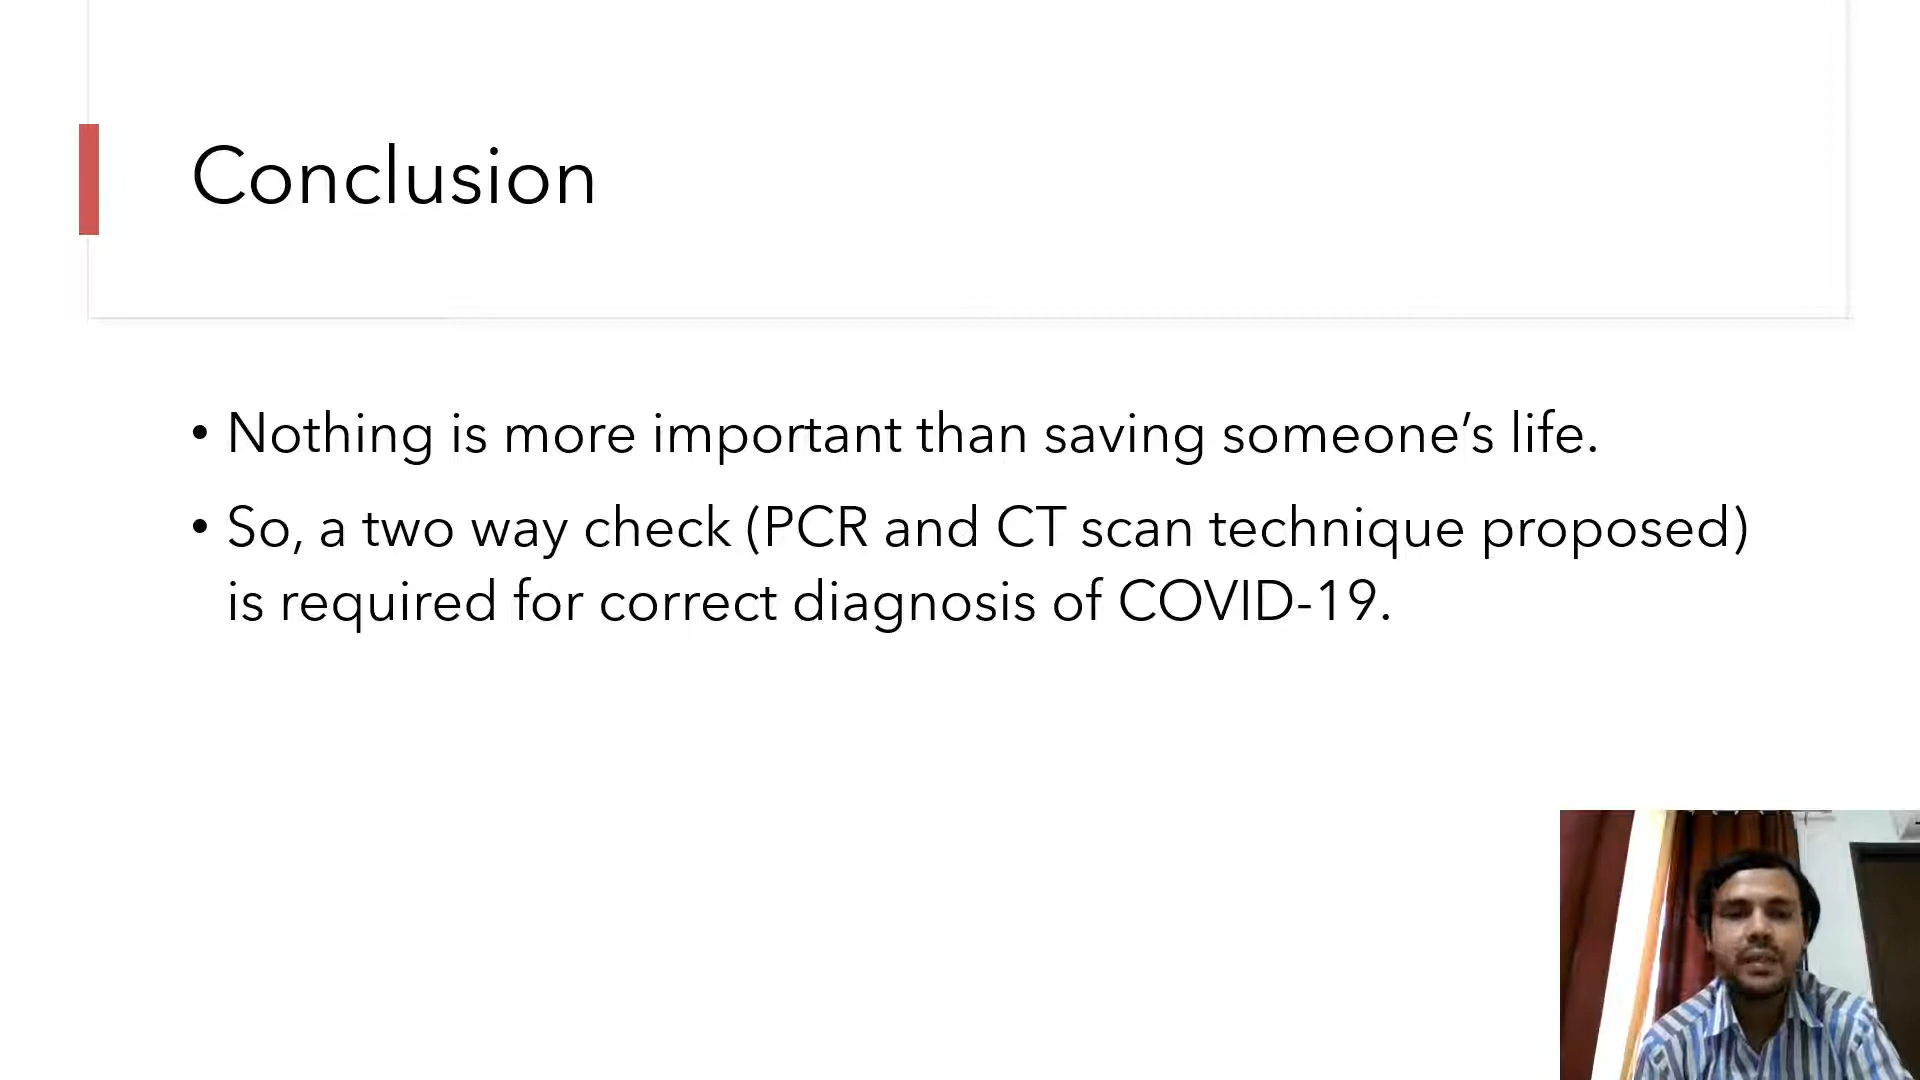 Conclusion
• Nothing is more important than saving someone’s life.
• So, a two way check (PCR and CT scan technique proposed)
is required for correct diagnosis of COVID-19.